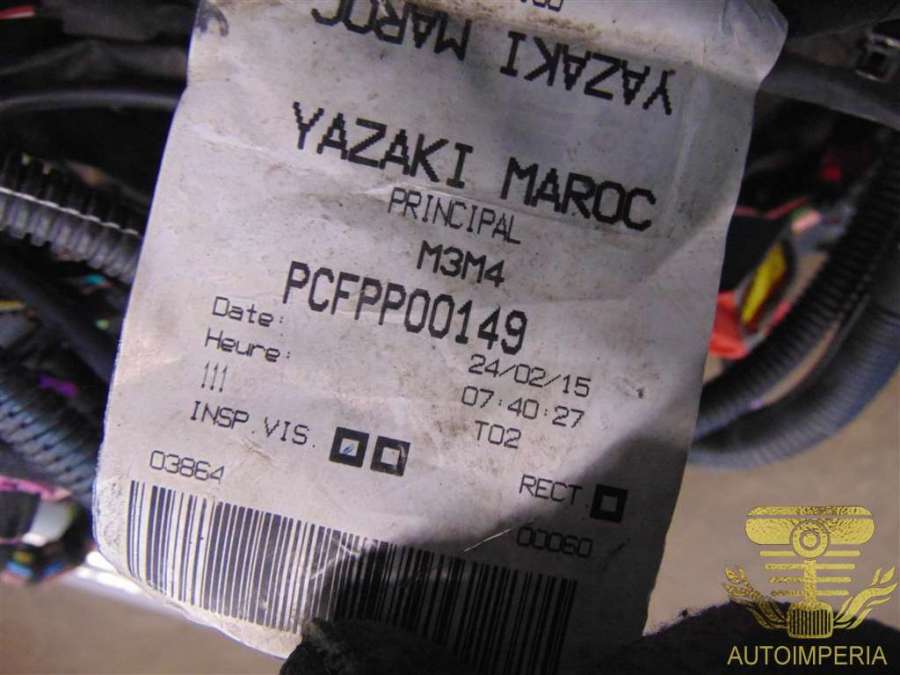 YAZAKI MAROC
YAZAKI MAROC
PRINCIPAL
M3M4
PCFPP00149
Date: 24/02/15
Heure: 07:40:27
111 T02
INSP.VIS. RECT
03864 00060
AUTOIMPERIA